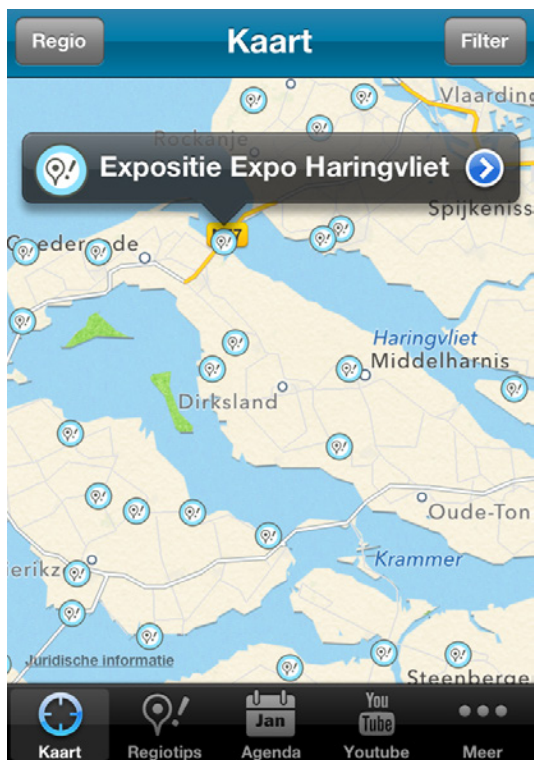 Regio
Kaart
Filter
Vlaarding
Rockanje
Expositie Expo Haringvliet
Spijkeniss
Goedereede
Haringvliet
Middelharnis
Dirksland
Oude-Ton
Krammer
ierikz
Juridische informatie
Steenberge
Kaart
Regiotips
Jan
Agenda
You
Tube
Youtube
Meer